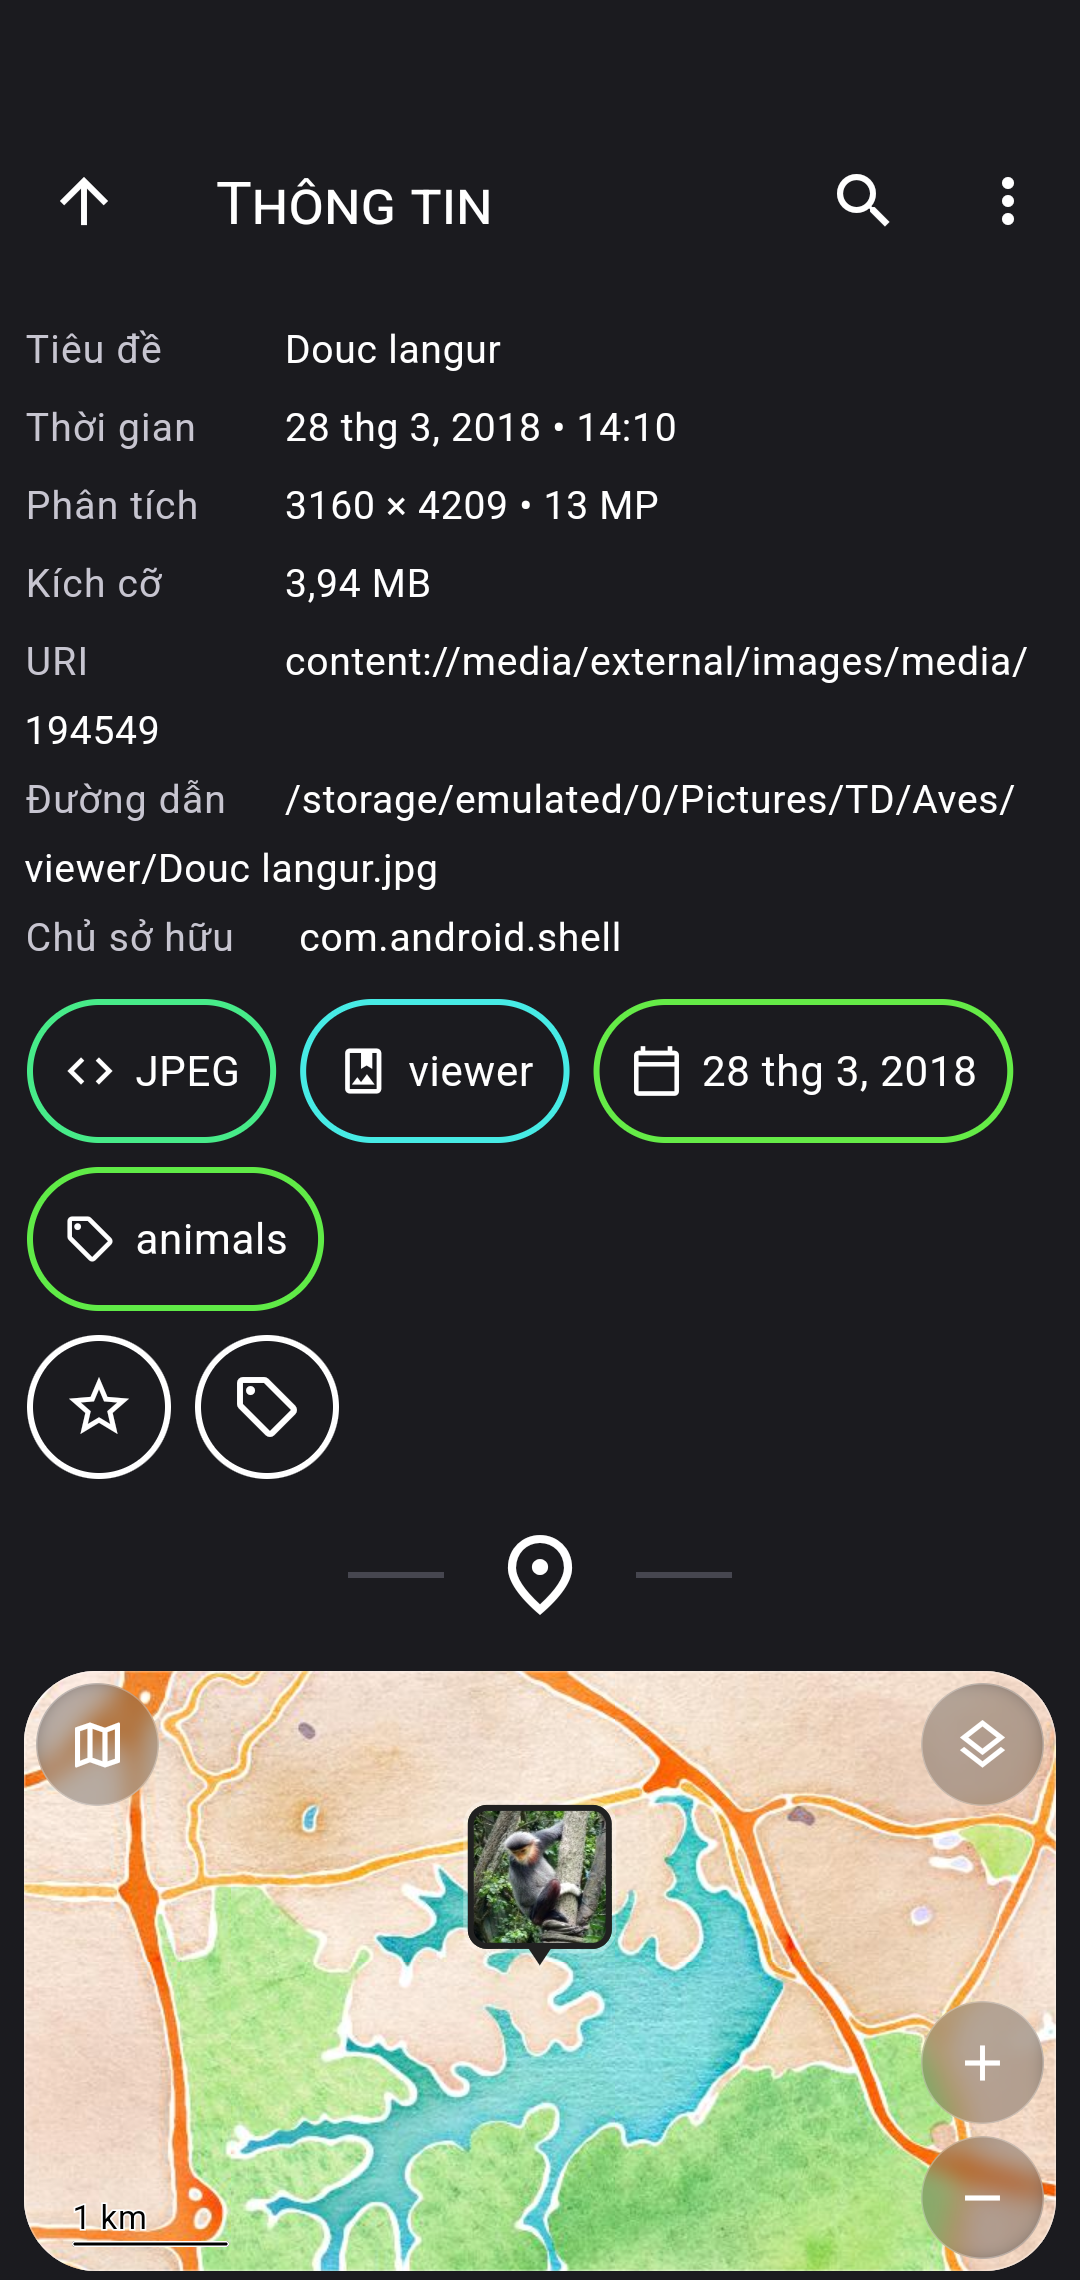 Thông tin
Tiêu đề Douc langur
Thời gian 28 thg 3, 2018 • 14:10
Phân tích 3160 × 4209 • 13 MP
Kích cỡ 3,94 MB
URI content://media/external/images/media/
194549
Đường dẫn /storage/emulated/0/Pictures/TD/Aves/
viewer/Douc langur.jpg
Chủ sở hữu com.android.shell
JPEG viewer 28 thg 3, 2018
animals
1 km